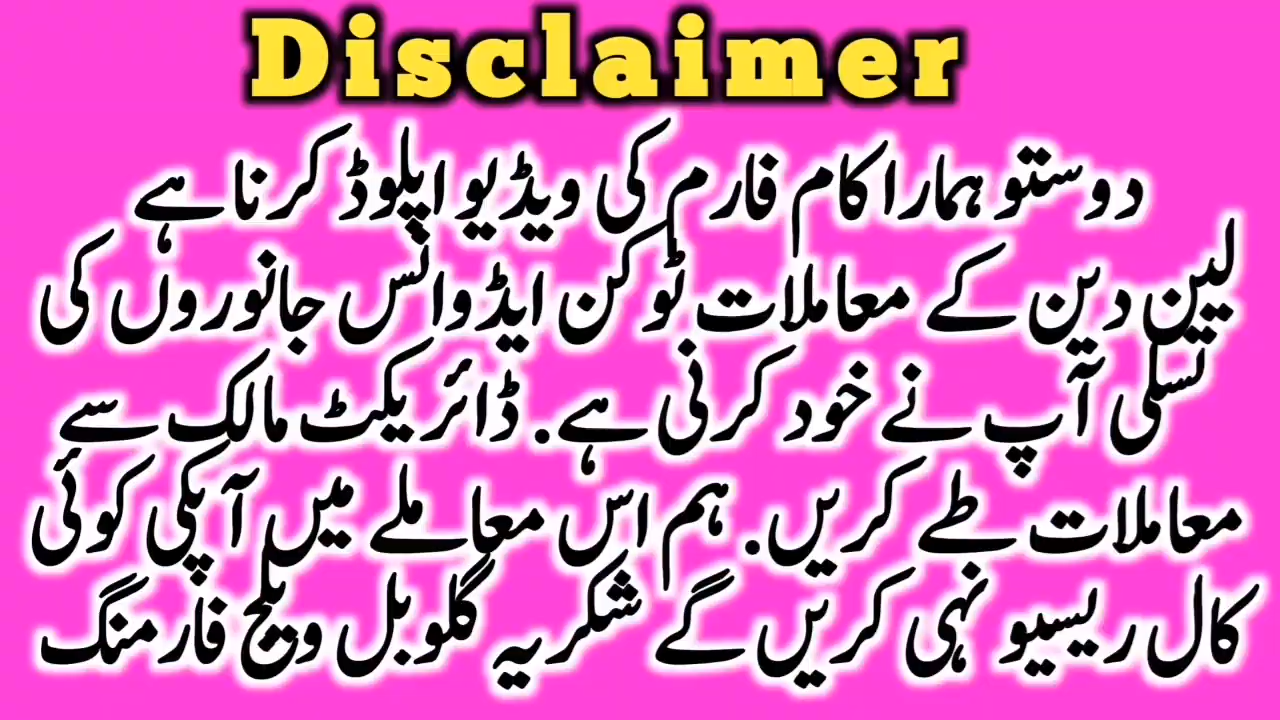 Disclaimer
دوستو ہمارا کام فارم کی ویڈیو اپلوڈ کرنا ہے
لین دین کے معاملات ٹوکن ایڈوانس جانوروں کی
تسلی آپ نے خود کرنی ہے. ڈائریکٹ مالک سے
معاملات طے کریں. ہم اس معاملے میں آپکی کوئی
کال ریسیو نہی کریں گے شکریہ گلوبل ویلج فارمنگ